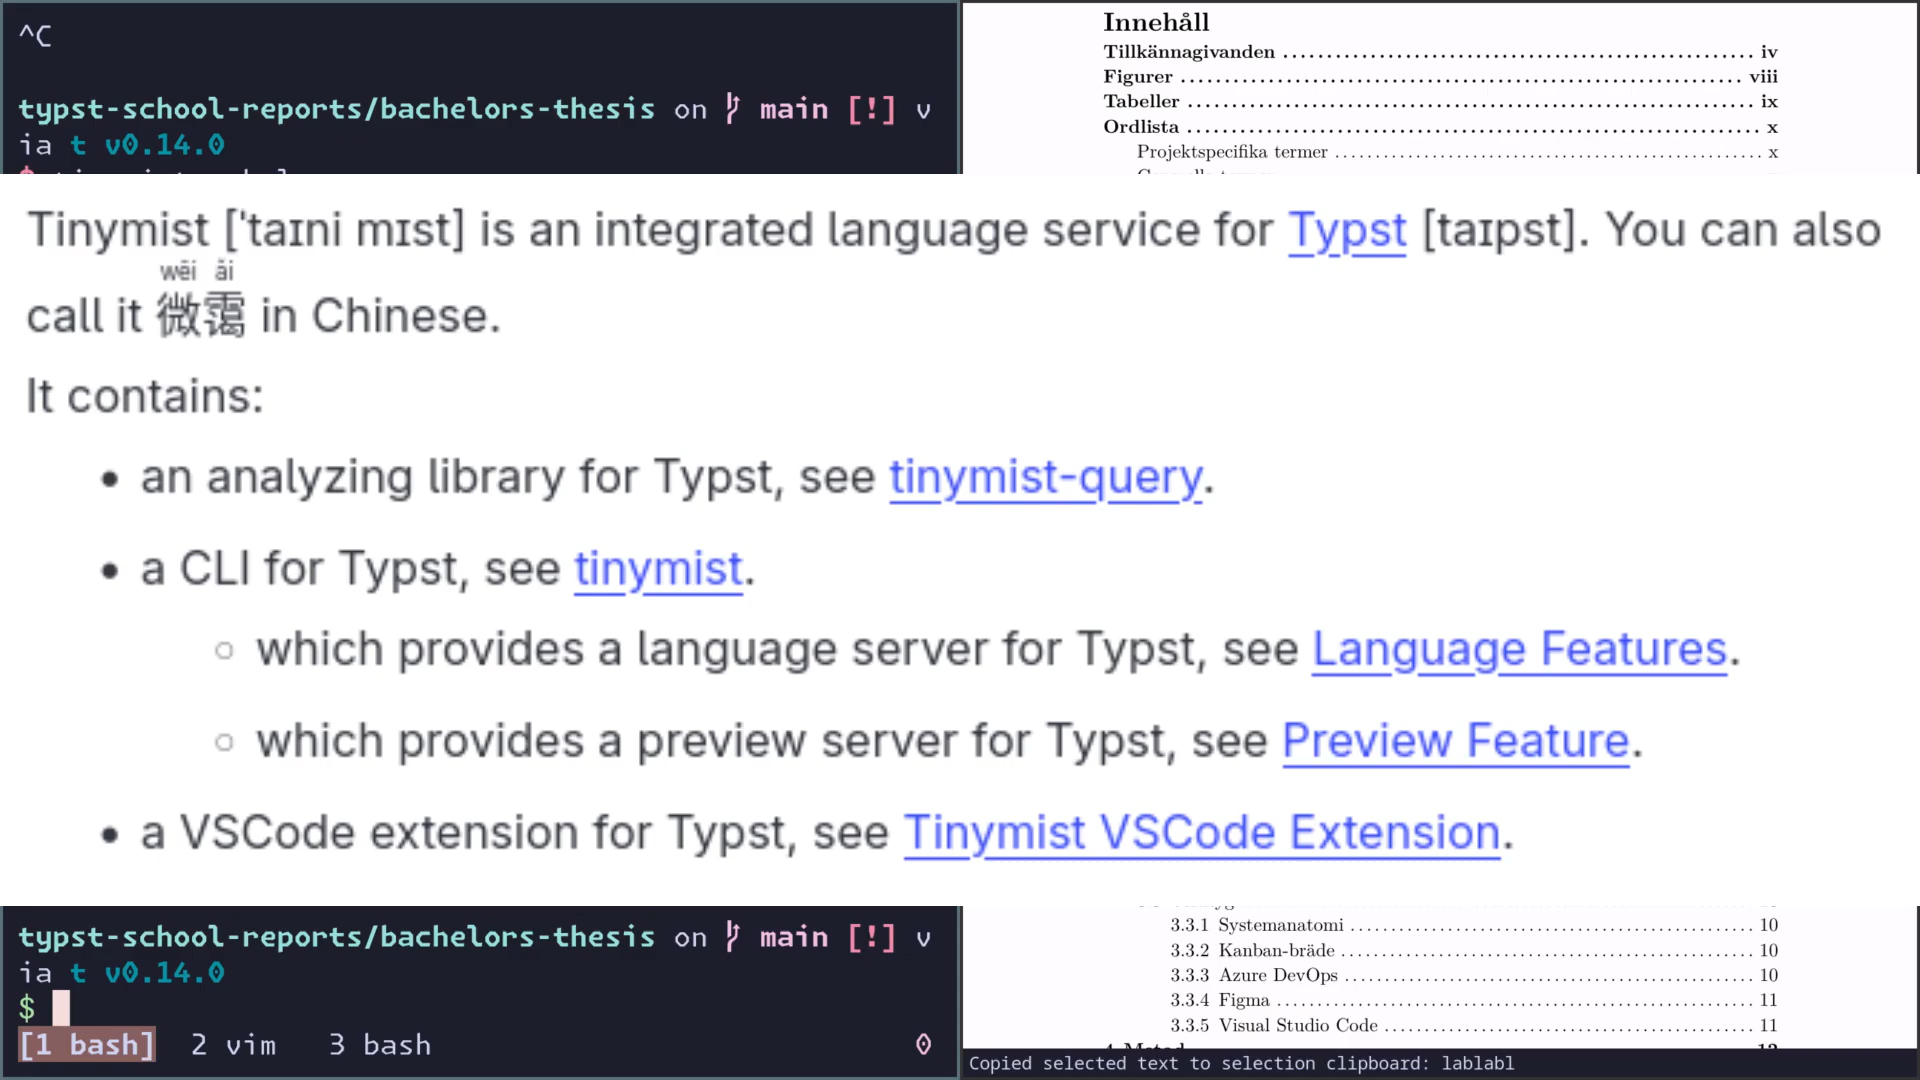 ^C
typst-school-reports/bachelors-thesis on main [!] v
ia t v0.14.0
Innehåll
Tillkännagivanden iv
Figurer viii
Tabeller ix
Ordlista x
Projektspecifika termer x
Tinymist ['taɪni mɪst] is an integrated language service for Typst [taɪpst]. You can also
wēi ǎi
call it 微霭 in Chinese.
It contains:
• an analyzing library for Typst, see tinymist-query.
• a CLI for Typst, see tinymist.
○ which provides a language server for Typst, see Language Features.
○ which provides a preview server for Typst, see Preview Feature.
• a VSCode extension for Typst, see Tinymist VSCode Extension.
typst-school-reports/bachelors-thesis on main [!] v
ia t v0.14.0
$
[1 bash] 2 vim 3 bash 0
3.3.1 Systemanatomi 10
3.3.2 Kanban-bräde 10
3.3.3 Azure DevOps 10
3.3.4 Figma 11
3.3.5 Visual Studio Code 11
Copied selected text to selection clipboard: lablabl